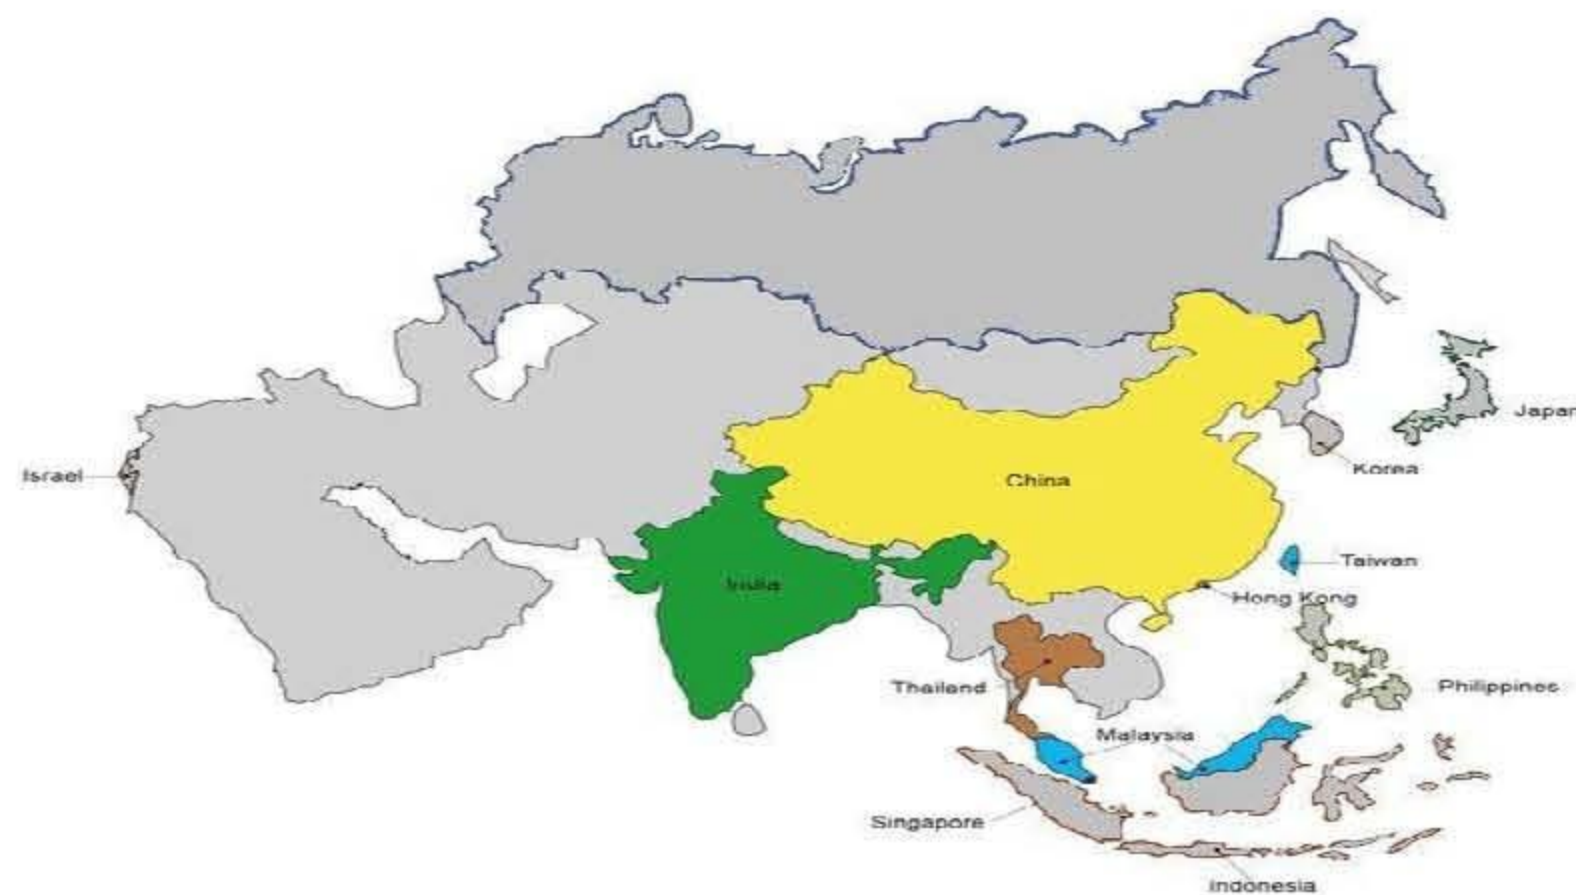 Japan
Israel
Korea
China
Taiwan
India
Hong Kong
Thailand
Philippines
Malaysia
Singapore
Indonesia